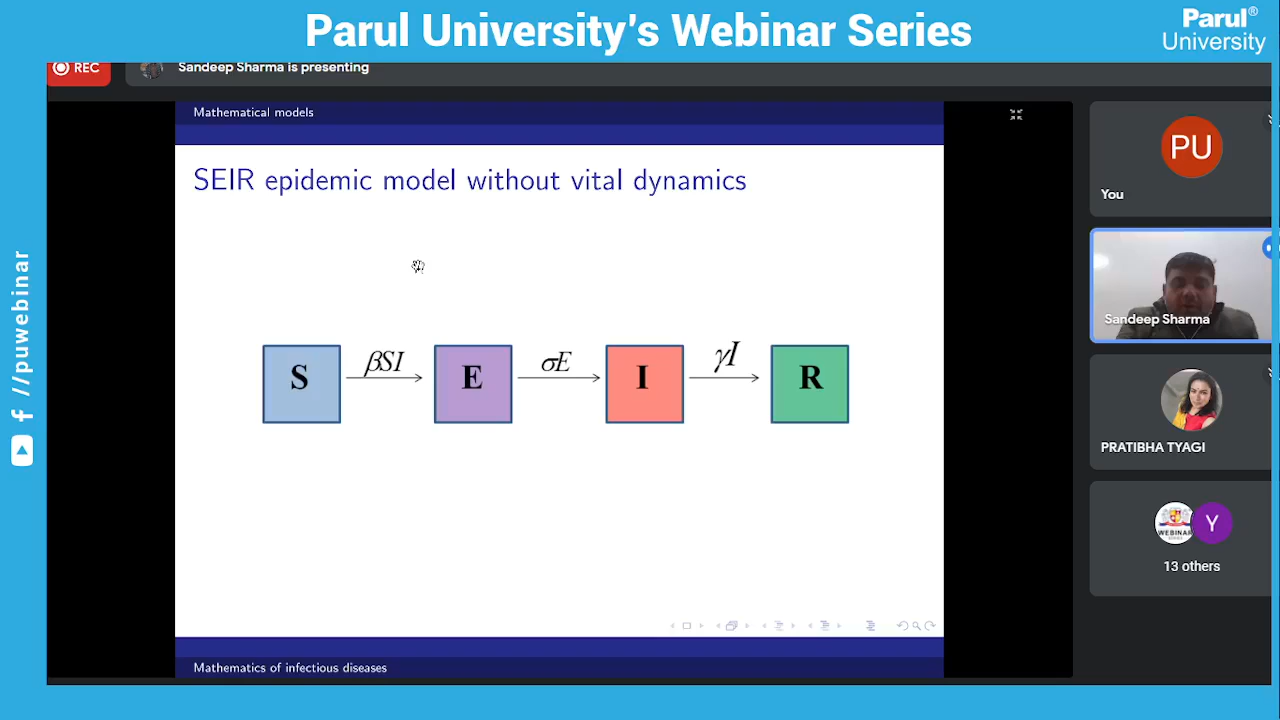 Parul University's Webinar Series
Parul®
University
REC
Sandeep Sharma is presenting
Mathematical models
SEIR epidemic model without vital dynamics
S
βSI
E
σE
I
γI
R
Mathematics of infectious diseases
PU
You
Sandeep Sharma
PRATIBHA TYAGI
WEBINAR
Y
13 others
//puwebinar